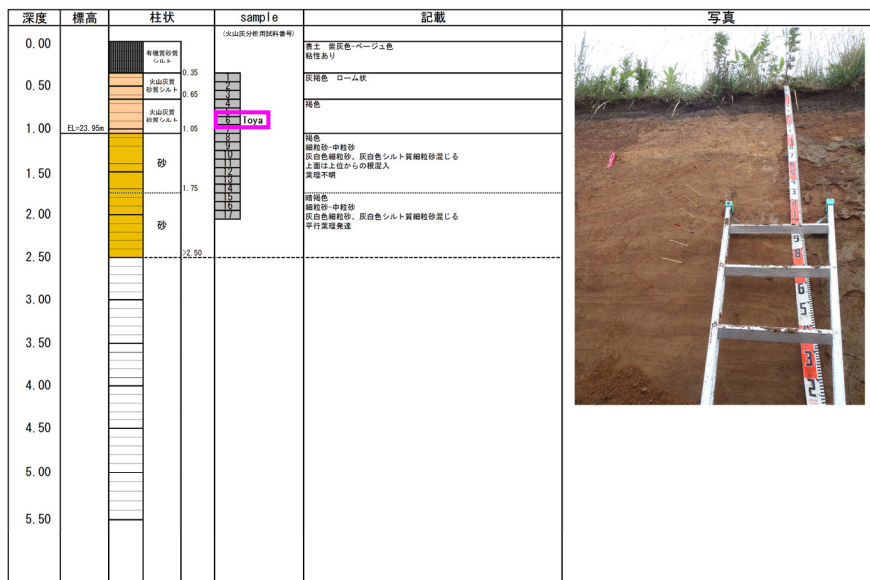 深度 標高 柱状 sample 記載 写真
(火山灰分析用試料番号)
0.00
有機質砂質
シルト
表土 紫灰色-ベージュ色
粘性あり
0.35
0.50
火山灰質
砂質シルト
1
2
3
灰褐色 ローム状
0.65
火山灰質
砂質シルト
4
6 Toya
褐色
1.00
EL=23.95m
1.05
砂
8
9
10
11
12
13
14
褐色
細粒砂-中粒砂
灰白色細粒砂、灰白色シルト質細粒砂混じる
上面は上位からの根混入
葉理不明
1.50
1.75
砂
15
16
17
暗褐色
細粒砂-中粒砂
灰白色細粒砂、灰白色シルト質細粒砂混じる
平行葉理発達
2.00
2.50
>2.50
3.00
3.50
4.00
4.50
5.00
5.50
9
8
6
5
3
2